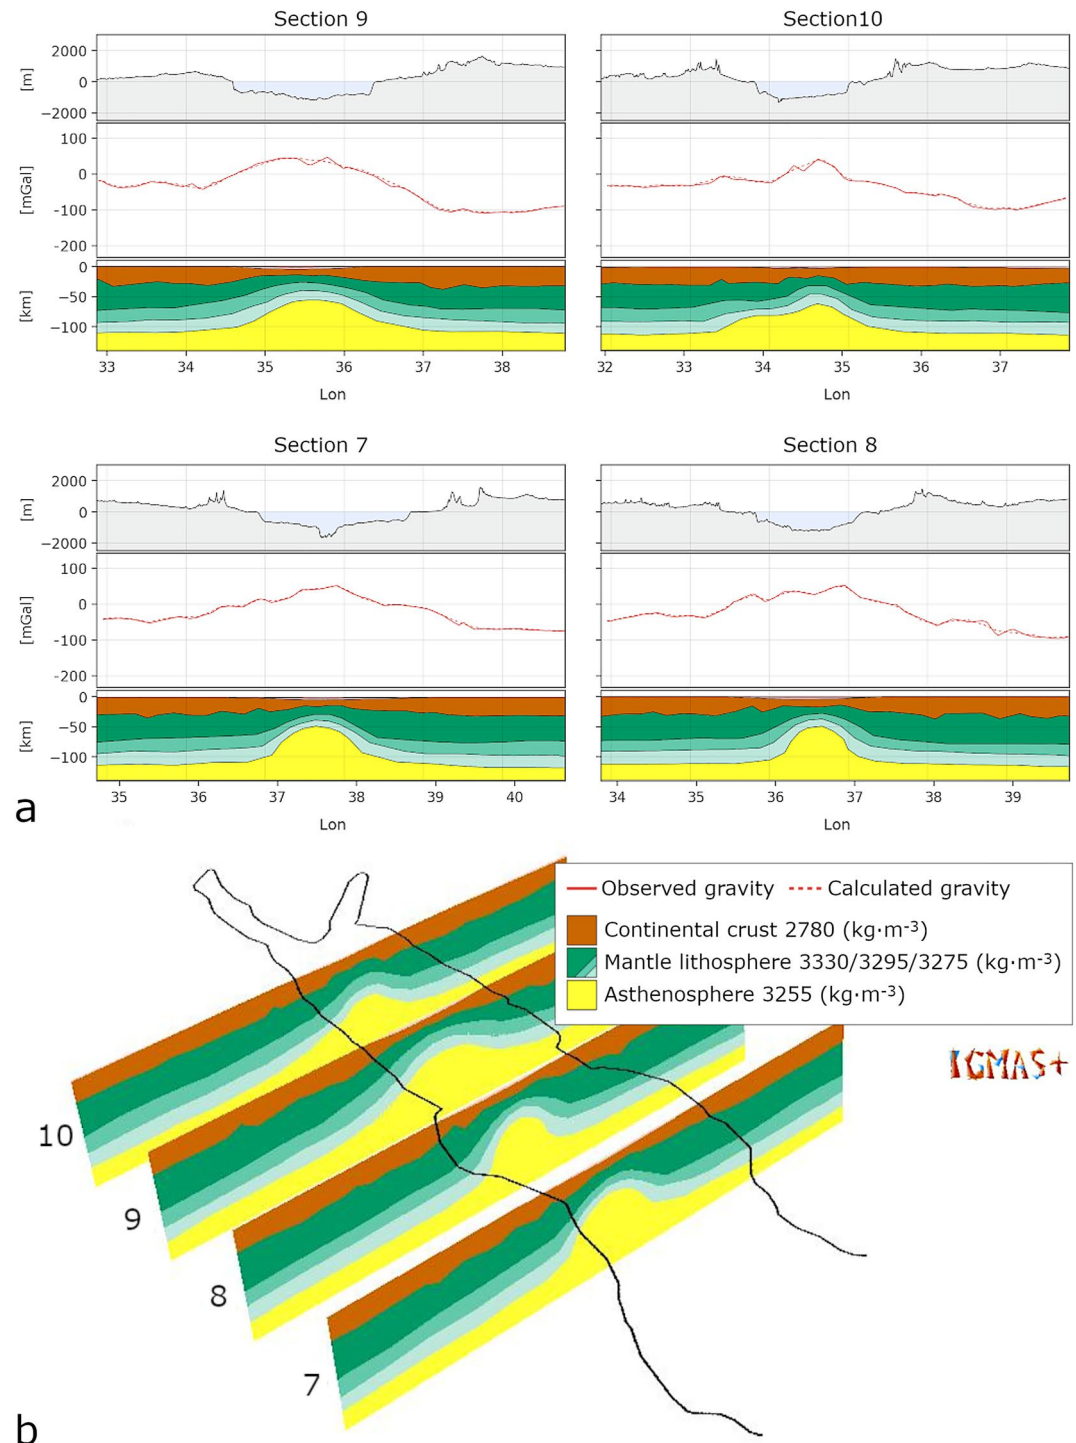 Section 9
Section10
2000
0
−2000
[m]
100
0
-100
-200
[mGal]
0
−50
−100
[km]
33 34 35 36 37 38
Lon
32 33 34 35 36 37
Lon
Section 7
Section 8
2000
0
−2000
[m]
100
0
-100
-200
[mGal]
0
−50
−100
[km]
35 36 37 38 39 40
Lon
34 35 36 37 38 39
Lon
a
Observed gravity
Calculated gravity
Continental crust 2780 (kg·m⁻³)
Mantle lithosphere 3330/3295/3275 (kg·m⁻³)
Asthenosphere 3255 (kg·m⁻³)
IGMAS+
10
9
8
7
b